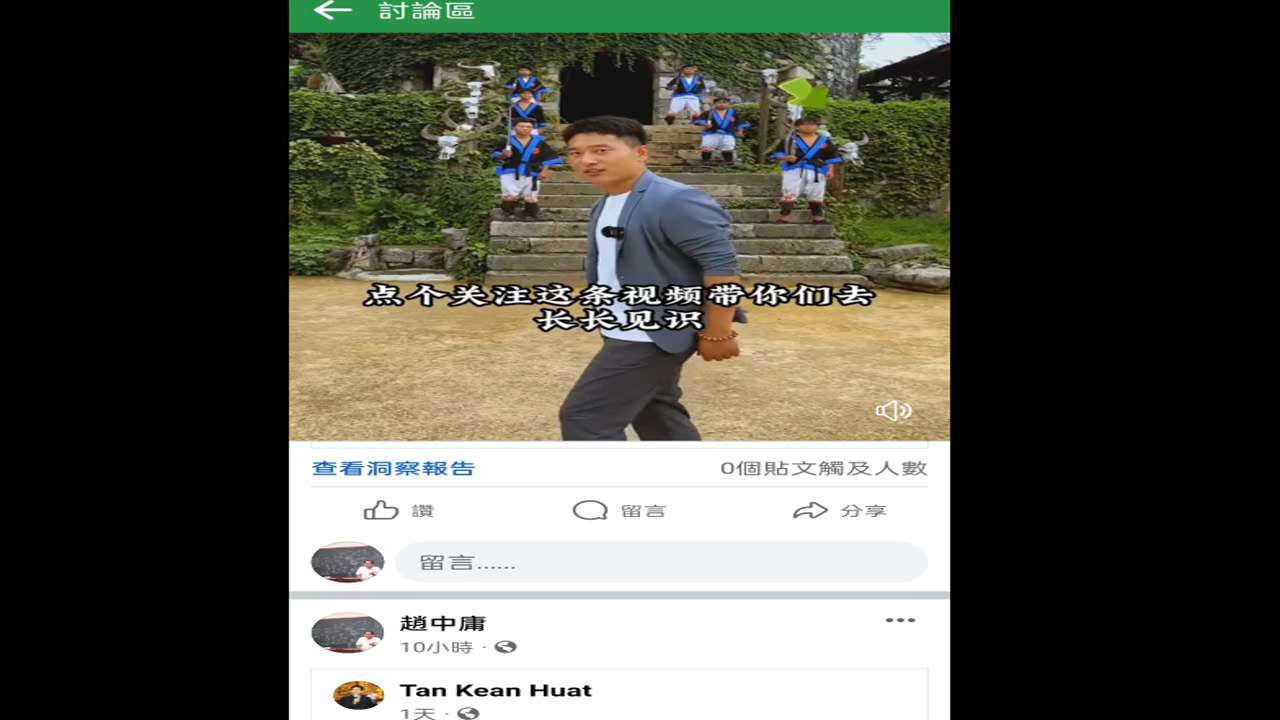 討論區
点个关注这条视频带你们去
长长见识
查看洞察報告
0個貼文觸及人數
讚
留言
分享
留言......
趙中庸
10小時 ·
Tan Kean Huat
1天 ·